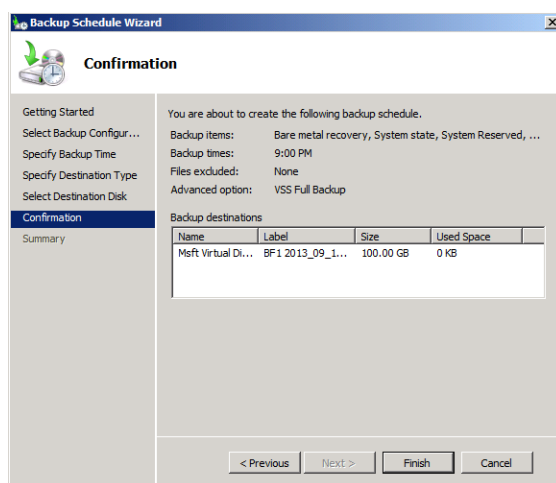 Backup Schedule Wizard
Confirmation
Getting Started
Select Backup Configur...
Specify Backup Time
Specify Destination Type
Select Destination Disk
Confirmation
Summary
You are about to create the following backup schedule.
Backup items: Bare metal recovery, System state, System Reserved, ...
Backup times: 9:00 PM
Files excluded: None
Advanced option: VSS Full Backup
Backup destinations
Name Label Size Used Space
Msft Virtual Di... BF1 2013_09_1... 100.00 GB 0 KB
< Previous Next > Finish Cancel